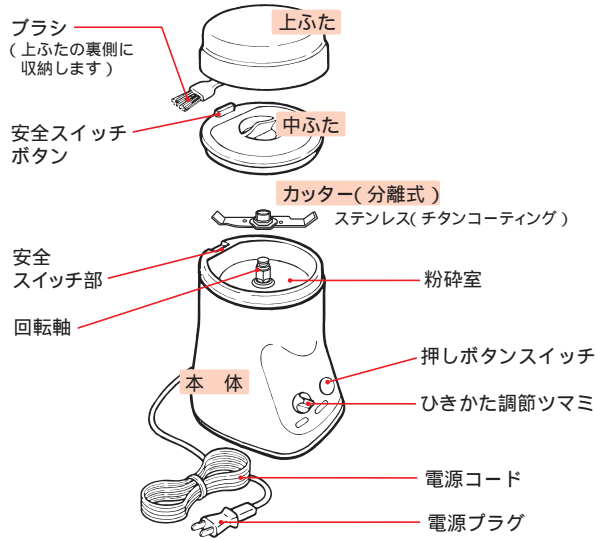 ブラシ
(上ふたの裏側に
収納します)
上ふた
安全スイッチ
ボタン
中ふた
カッター(分離式)
ステンレス(チタンコーティング)
安全
スイッチ部
回転軸
粉砕室
本 体
押しボタンスイッチ
ひきかた調節ツマミ
電源コード
電源プラグ